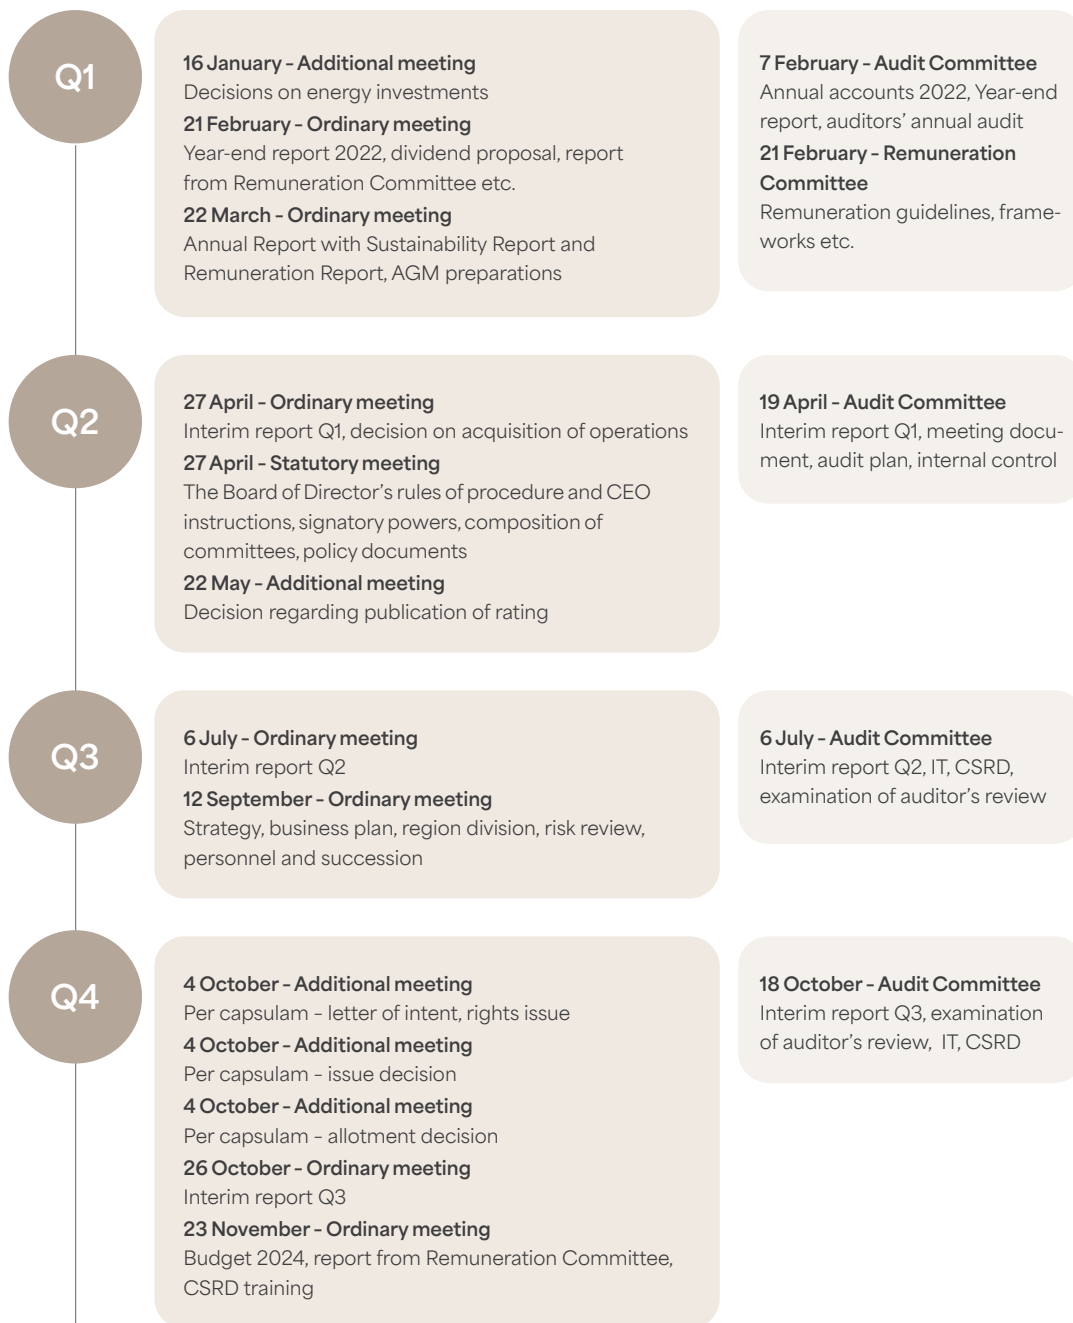 Q1
16 January – Additional meeting
Decisions on energy investments
21 February – Ordinary meeting
Year-end report 2022, dividend proposal, report
from Remuneration Committee etc.
22 March – Ordinary meeting
Annual Report with Sustainability Report and
Remuneration Report, AGM preparations
7 February – Audit Committee
Annual accounts 2022, Year-end
report, auditors’ annual audit
21 February – Remuneration
Committee
Remuneration guidelines, frame-
works etc.
Q2
27 April – Ordinary meeting
Interim report Q1, decision on acquisition of operations
27 April – Statutory meeting
The Board of Director’s rules of procedure and CEO
instructions, signatory powers, composition of
committees, policy documents
22 May – Additional meeting
Decision regarding publication of rating
19 April – Audit Committee
Interim report Q1, meeting docu-
ment, audit plan, internal control
Q3
6 July – Ordinary meeting
Interim report Q2
12 September – Ordinary meeting
Strategy, business plan, region division, risk review,
personnel and succession
6 July – Audit Committee
Interim report Q2, IT, CSRD,
examination of auditor’s review
Q4
4 October – Additional meeting
Per capsulam – letter of intent, rights issue
4 October – Additional meeting
Per capsulam – issue decision
4 October – Additional meeting
Per capsulam – allotment decision
26 October – Ordinary meeting
Interim report Q3
23 November – Ordinary meeting
Budget 2024, report from Remuneration Committee,
CSRD training
18 October – Audit Committee
Interim report Q3, examination
of auditor’s review, IT, CSRD